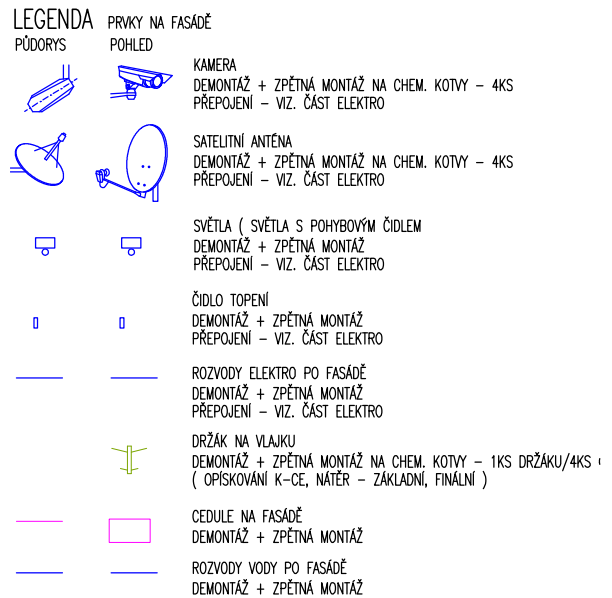 LEGENDA PRVKY NA FASÁDĚ
PŮDORYS POHLED
KAMERA
DEMONTÁŽ + ZPĚTNÁ MONTÁŽ NA CHEM. KOTVY – 4KS
PŘEPOJENÍ – VIZ. ČÁST ELEKTRO
SATELITNÍ ANTÉNA
DEMONTÁŽ + ZPĚTNÁ MONTÁŽ NA CHEM. KOTVY – 4KS
PŘEPOJENÍ – VIZ. ČÁST ELEKTRO
SVĚTLA ( SVĚTLA S POHYBOVÝM ČIDLEM
DEMONTÁŽ + ZPĚTNÁ MONTÁŽ
PŘEPOJENÍ – VIZ. ČÁST ELEKTRO
ČIDLO TOPENÍ
DEMONTÁŽ + ZPĚTNÁ MONTÁŽ
PŘEPOJENÍ – VIZ. ČÁST ELEKTRO
ROZVODY ELEKTRO PO FASÁDĚ
DEMONTÁŽ + ZPĚTNÁ MONTÁŽ
PŘEPOJENÍ – VIZ. ČÁST ELEKTRO
DRŽÁK NA VLAJKU
DEMONTÁŽ + ZPĚTNÁ MONTÁŽ NA CHEM. KOTVY – 1KS DRŽÁKU/4KS
( OPÍSKOVÁNÍ K-CE, NÁTĚR – ZÁKLADNÍ, FINÁLNÍ )
CEDULE NA FASÁDĚ
DEMONTÁŽ + ZPĚTNÁ MONTÁŽ
ROZVODY VODY PO FASÁDĚ
DEMONTÁŽ + ZPĚTNÁ MONTÁŽ